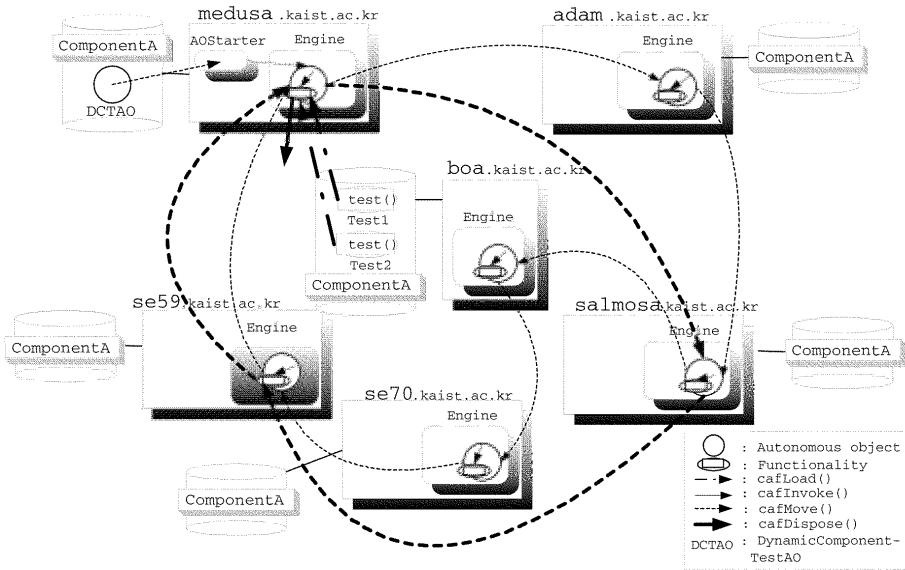 medusa.kaist.ac.kr
adam .kaist.ac.kr
ComponentA
AOStarter
Engine
DCTAO
Engine
ComponentA
boa.kaist.ac.kr
test()
Test1
test()
Test2
ComponentA
Engine
se59.kaist.ac.kr
Engine
ComponentA
salmosa.kaist.ac.kr
Engine
ComponentA
se70.kaist.ac.kr
Engine
ComponentA
: Autonomous object
: Functionality
: cafLoad()
: cafInvoke()
: cafMove()
: cafDispose()
DCTAO : DynamicComponent-
TestAO